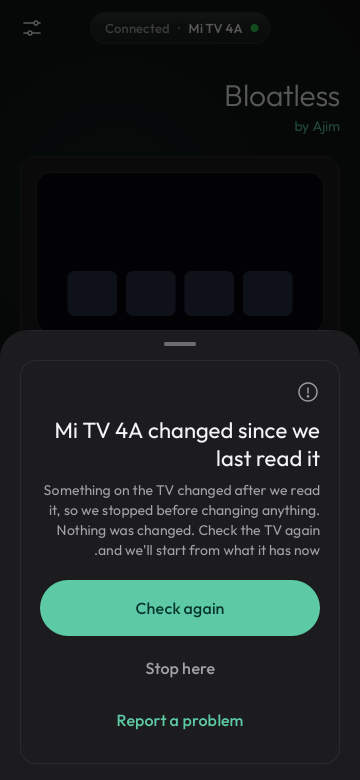 Connected · Mi TV 4A
Bloatless
by Ajim
Mi TV 4A changed since we
last read it
Something on the TV changed after we read
it, so we stopped before changing anything.
Nothing was changed. Check the TV again
.and we'll start from what it has now
Check again
Stop here
Report a problem